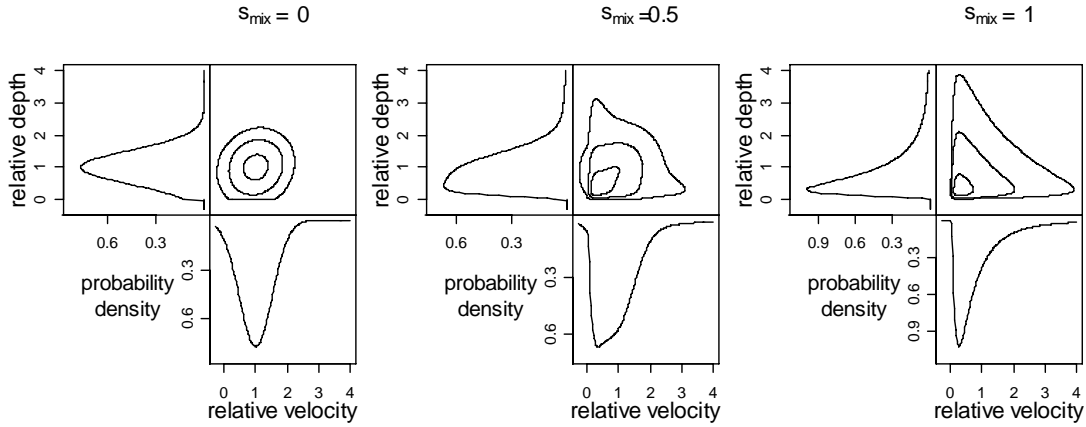 s_mix = 0
s_mix = 0.5
s_mix = 1
relative depth
4
3
2
1
0
relative depth
4
3
2
1
0
relative depth
4
3
2
1
0
0.6 0.3
0.6 0.3
0.9 0.6 0.3
probability
density
0.3
0.6
probability
density
0.3
0.6
probability
density
0.3
0.6
0.9
0 1 2 3 4
0 1 2 3 4
0 1 2 3 4
relative velocity
relative velocity
relative velocity